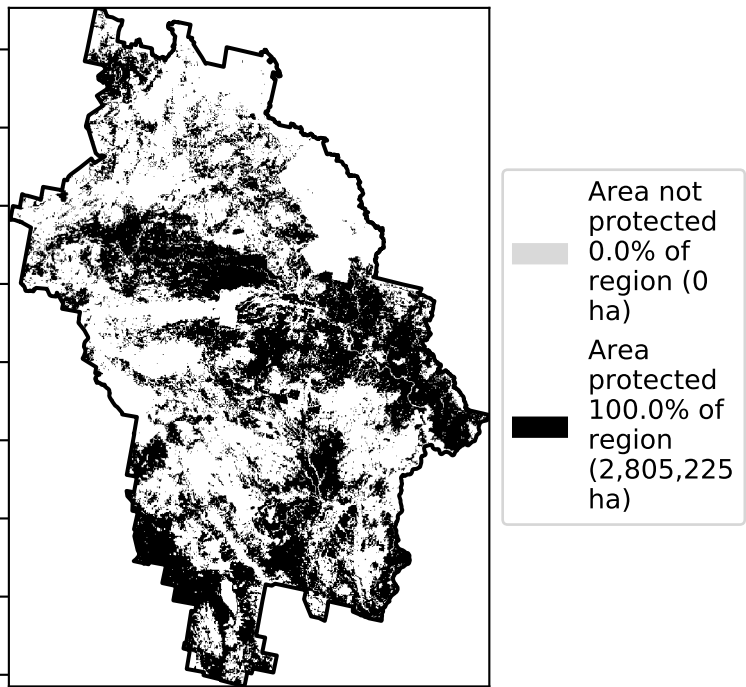 Area not
protected
0.0% of
region (0
ha)
Area
protected
100.0% of
region
(2,805,225
ha)